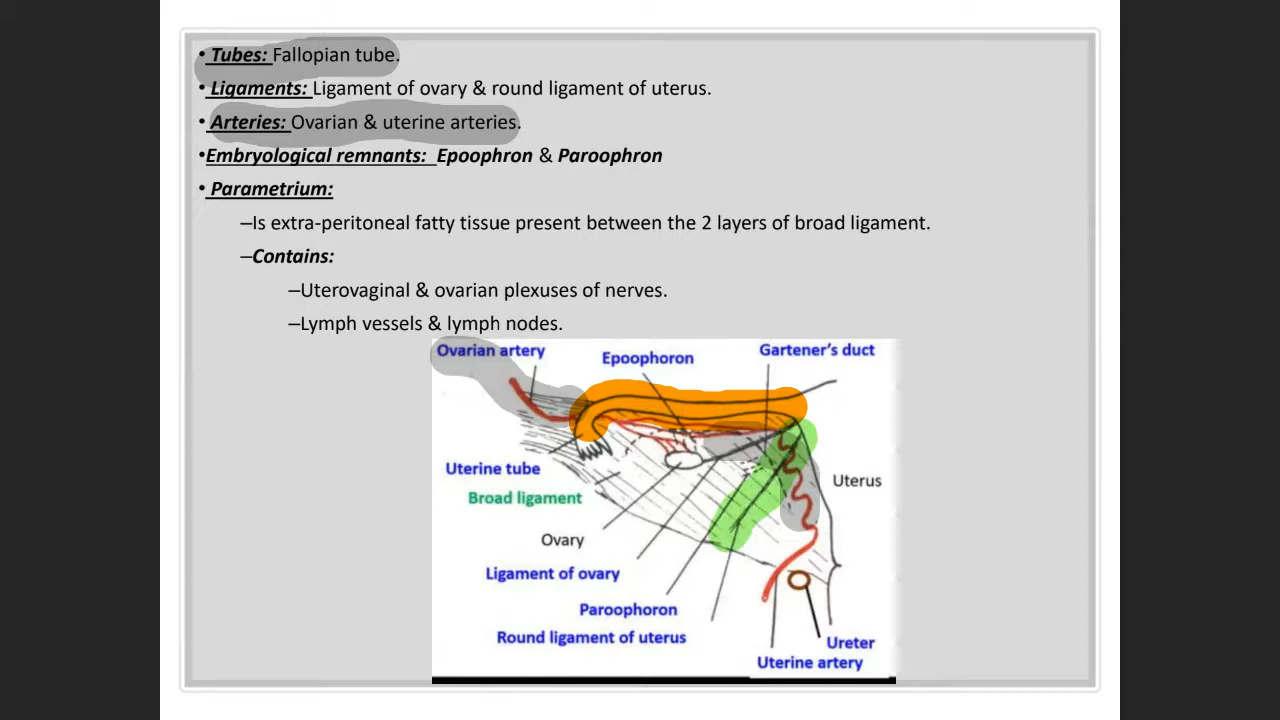 • Tubes: Fallopian tube.
• Ligaments: Ligament of ovary & round ligament of uterus.
• Arteries: Ovarian & uterine arteries.
•Embryological remnants: Epoophron & Paroophron
• Parametrium:
–Is extra-peritoneal fatty tissue present between the 2 layers of broad ligament.
–Contains:
–Uterovaginal & ovarian plexuses of nerves.
–Lymph vessels & lymph nodes.
Ovarian artery
Epoophoron
Gartener's duct
Uterine tube
Uterus
Broad ligament
Ovary
Ligament of ovary
Paroophoron
Round ligament of uterus
Ureter
Uterine artery